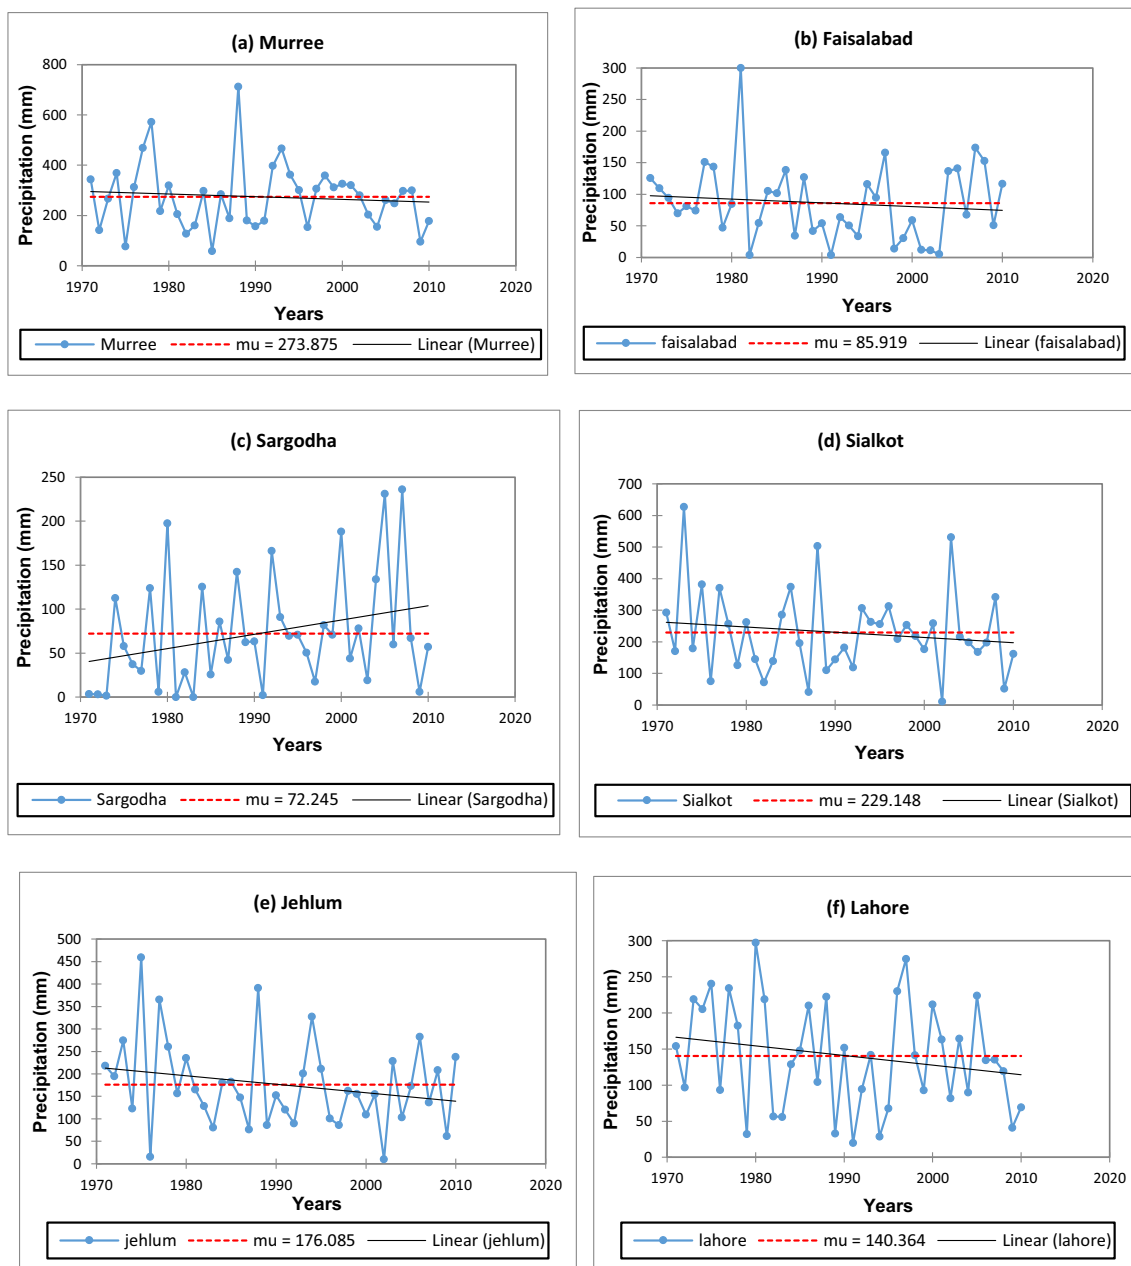 (a) Murree
Precipitation (mm)
800
600
400
200
0
1970 1980 1990 2000 2010 2020
Years
Murree mu = 273.875 Linear (Murree)
(b) Faisalabad
Precipitation (mm)
300
250
200
150
100
50
0
1970 1980 1990 2000 2010 2020
Years
faisalabad mu = 85.919 Linear (faisalabad)
(c) Sargodha
Precipitation (mm)
250
200
150
100
50
0
1970 1980 1990 2000 2010 2020
Years
Sargodha mu = 72.245 Linear (Sargodha)
(d) Sialkot
Precipitation (mm)
700
600
500
400
300
200
100
0
1970 1980 1990 2000 2010 2020
Years
Sialkot mu = 229.148 Linear (Sialkot)
(e) Jehlum
Precipitation (mm)
500
450
400
350
300
250
200
150
100
50
0
1970 1980 1990 2000 2010 2020
Years
jehlum mu = 176.085 Linear (jehlum)
(f) Lahore
Precipitation (mm)
300
250
200
150
100
50
0
1970 1980 1990 2000 2010 2020
Years
lahore mu = 140.364 Linear (lahore)